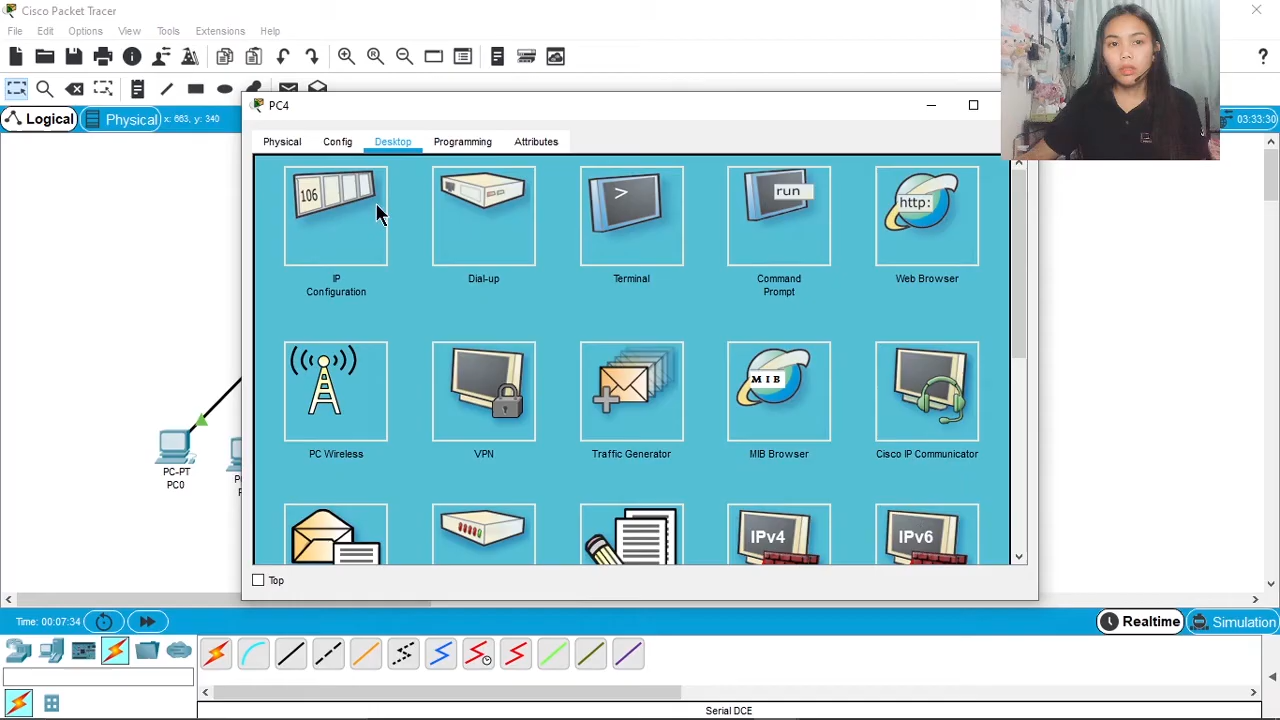 Cisco Packet Tracer
File Edit Options View Tools Extensions Help
?
Logical Physical x: 663, y: 340 03:33:30
PC4
Physical Config Desktop Programming Attributes
106
>
run
http:
IP
Configuration
Dial-up
Terminal
Command
Prompt
Web Browser
MIB
PC Wireless
VPN
Traffic Generator
MIB Browser
Cisco IP Communicator
IPv4
IPv6
PC-PT
PC0
Top
Time: 00:07:34 Realtime Simulation
Serial DCE